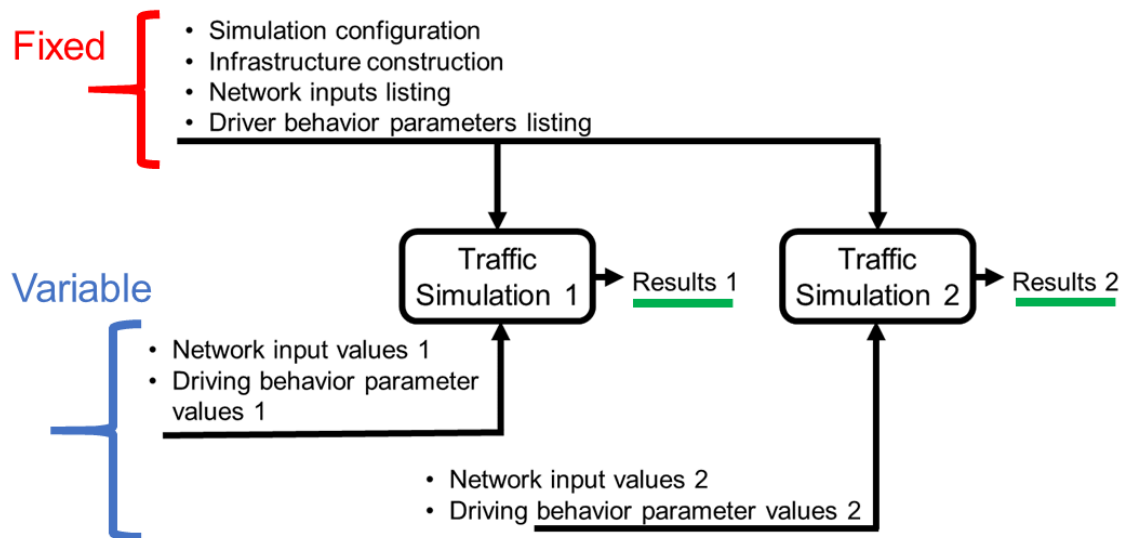 Fixed
• Simulation configuration
• Infrastructure construction
• Network inputs listing
• Driver behavior parameters listing
Traffic
Simulation 1
Results 1
Traffic
Simulation 2
Results 2
Variable
• Network input values 1
• Driving behavior parameter
values 1
• Network input values 2
• Driving behavior parameter values 2